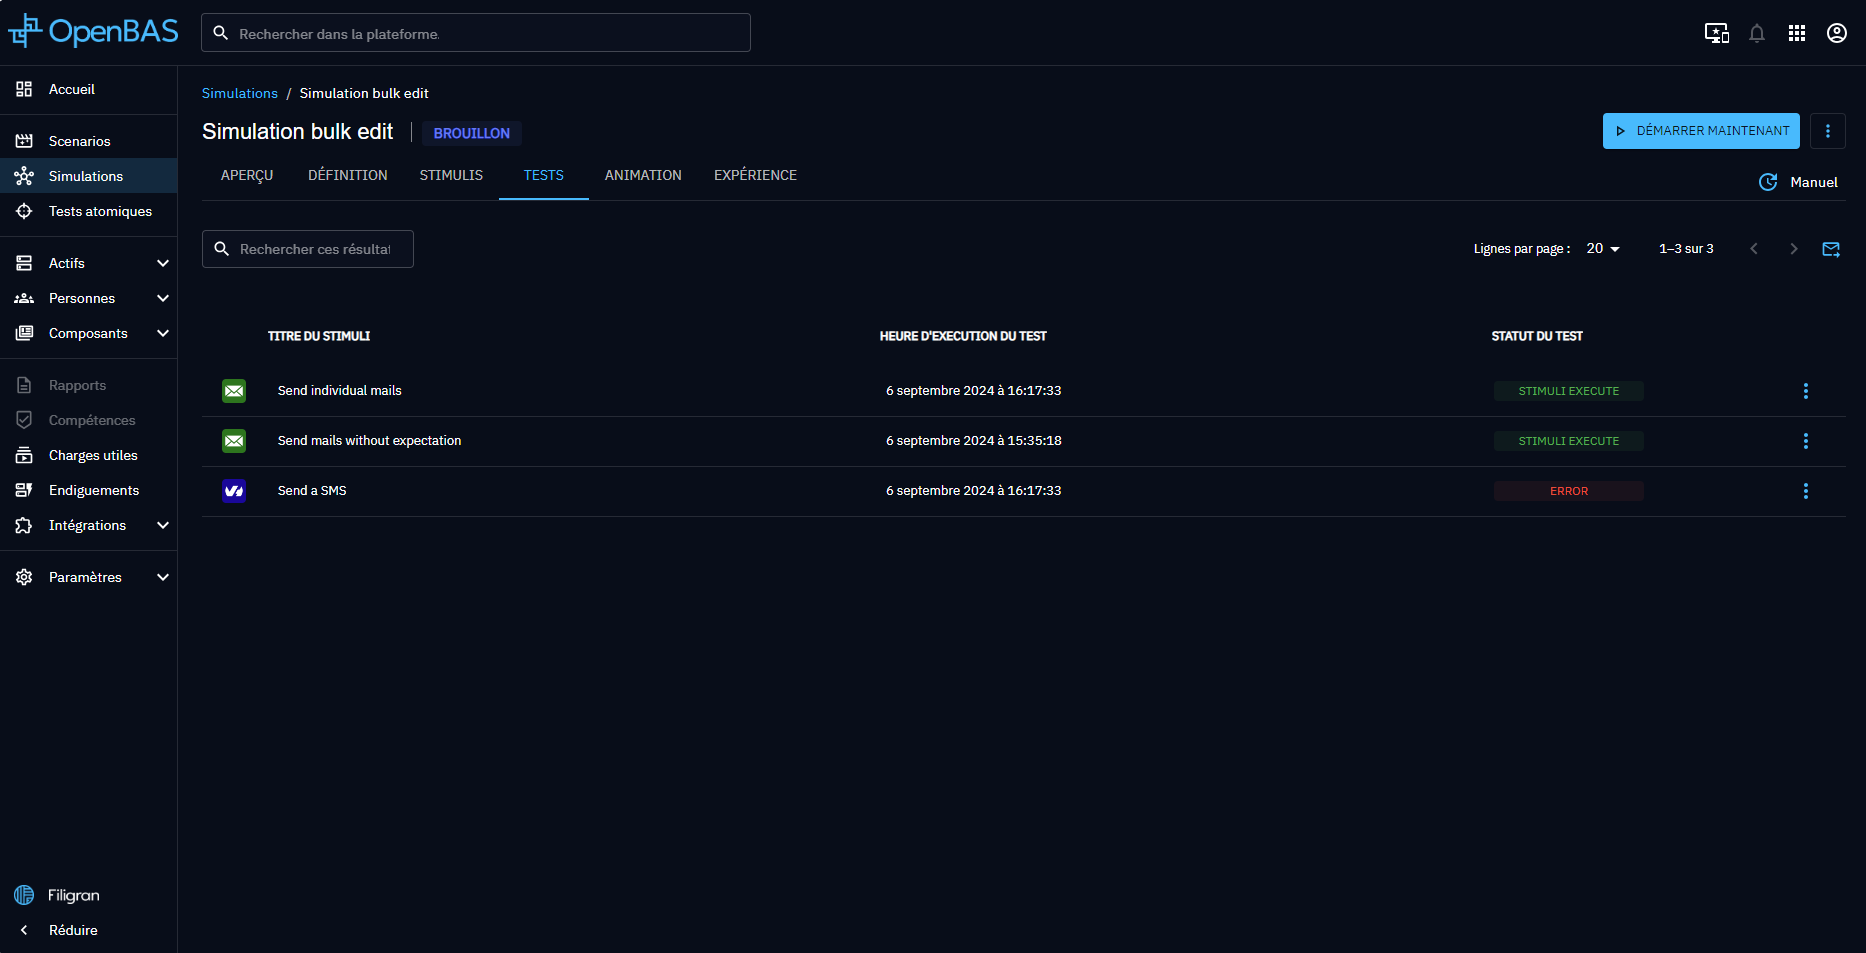 OpenBAS
Rechercher dans la plateforme.
Accueil
Scenarios
Simulations
Tests atomiques
Actifs
Personnes
Composants
Rapports
Compétences
Charges utiles
Endiguements
Intégrations
Paramètres
Filigran
Réduire
Simulations / Simulation bulk edit
Simulation bulk edit
BROUILLON
DÉMARRER MAINTENANT
APERÇU DÉFINITION STIMULIS TESTS ANIMATION EXPÉRIENCE
Manuel
Rechercher ces résultat
Lignes par page : 20 1–3 sur 3
TITRE DU STIMULI HEURE D'EXECUTION DU TEST STATUT DU TEST
Send individual mails 6 septembre 2024 à 16:17:33 STIMULI EXECUTE
Send mails without expectation 6 septembre 2024 à 15:35:18 STIMULI EXECUTE
Send a SMS 6 septembre 2024 à 16:17:33 ERROR